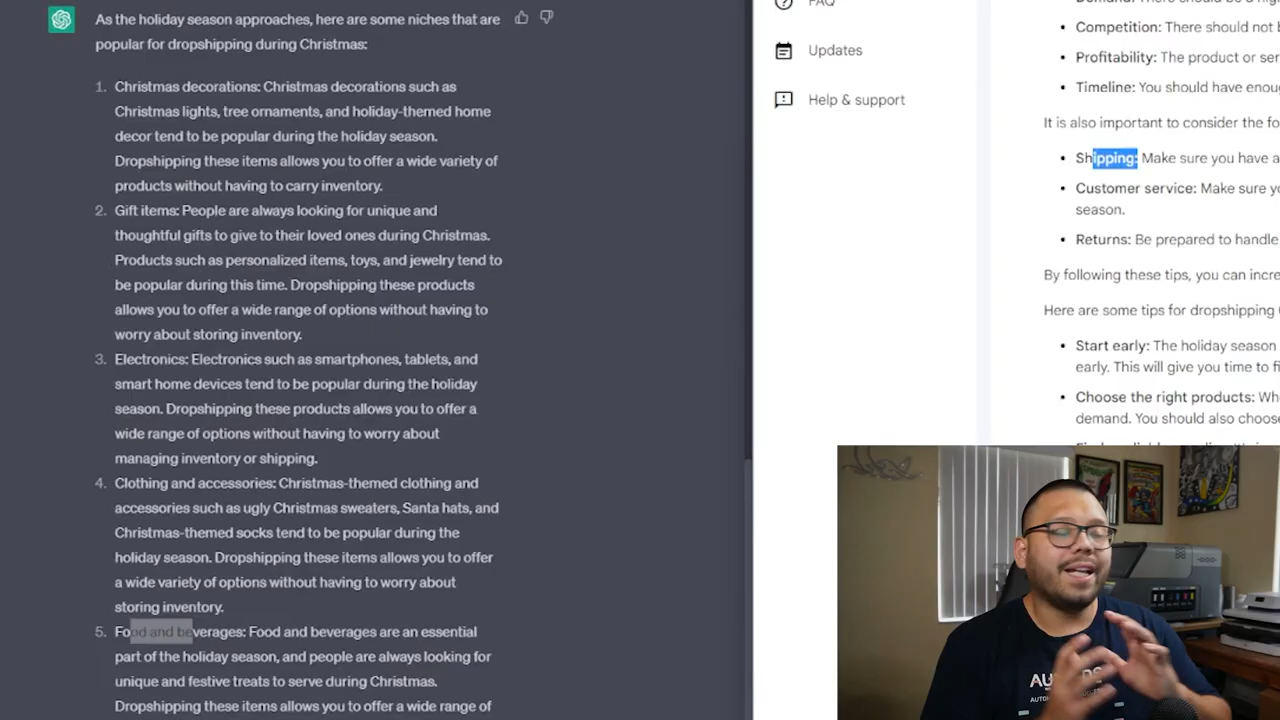 As the holiday season approaches, here are some niches that are
popular for dropshipping during Christmas:
1. Christmas decorations: Christmas decorations such as
Christmas lights, tree ornaments, and holiday-themed home
decor tend to be popular during the holiday season.
Dropshipping these items allows you to offer a wide variety of
products without having to carry inventory.
2. Gift items: People are always looking for unique and
thoughtful gifts to give to their loved ones during Christmas.
Products such as personalized items, toys, and jewelry tend to
be popular during this time. Dropshipping these products
allows you to offer a wide range of options without having to
worry about storing inventory.
3. Electronics: Electronics such as smartphones, tablets, and
smart home devices tend to be popular during the holiday
season. Dropshipping these products allows you to offer a
wide range of options without having to worry about
managing inventory or shipping.
4. Clothing and accessories: Christmas-themed clothing and
accessories such as ugly Christmas sweaters, Santa hats, and
Christmas-themed socks tend to be popular during the
holiday season. Dropshipping these items allows you to offer
a wide variety of options without having to worry about
storing inventory.
5. Food and beverages: Food and beverages are an essential
part of the holiday season, and people are always looking for
unique and festive treats to serve during Christmas.
Dropshipping these items allows you to offer a wide range of
FAQ
Updates
Help & support
• Competition: There should not
• Profitability: The product or ser
• Timeline: You should have enou
It is also important to consider the fo
• Shipping: Make sure you have a
• Customer service: Make sure yo
season.
• Returns: Be prepared to handle
By following these tips, you can incre
Here are some tips for dropshipping
• Start early: The holiday season
early. This will give you time to fi
• Choose the right products: Wh
demand. You should also choose